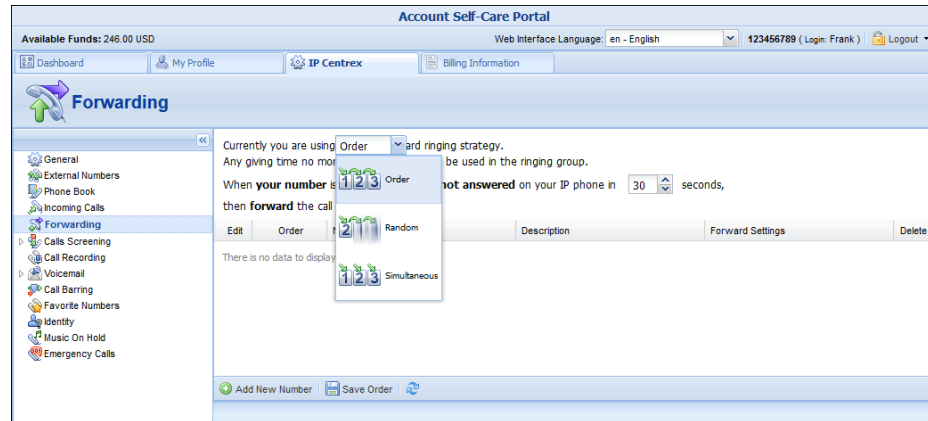 Account Self-Care Portal
Available Funds: 246.00 USD
Web Interface Language: en - English
123456789 ( Login: Frank )
Logout
Dashboard
My Profile
IP Centrex
Billing Information
Forwarding
General
External Numbers
Phone Book
Incoming Calls
Forwarding
Calls Screening
Call Recording
Voicemail
Call Barring
Favorite Numbers
Identity
Music On Hold
Emergency Calls
Currently you are using Order ard ringing strategy.
Any giving time no mor be used in the ringing group.
When your number is not answered on your IP phone in 30 seconds,
then forward the call
Order
Random
Simultaneous
Edit Order Description Forward Settings Delete
There is no data to display
Add New Number
Save Order